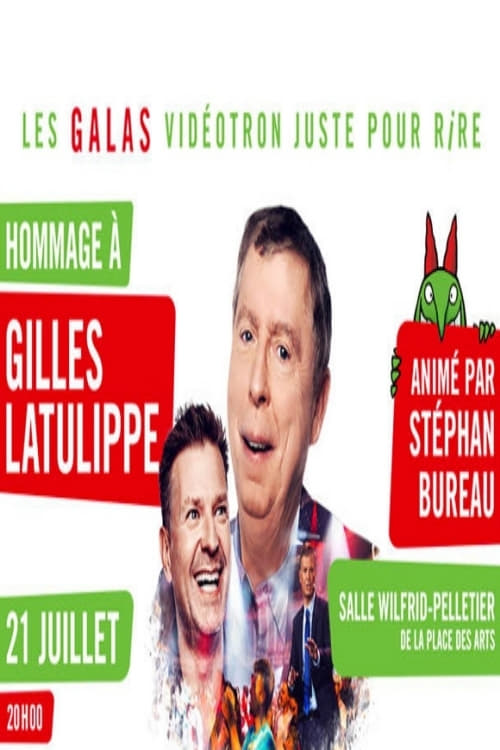 LES GALAS VIDÉOTRON JUSTE POUR RIRE
HOMMAGE À
GILLES
LATULIPPE
ANIMÉ PAR
STÉPHAN
BUREAU
21 JUILLET
20H00
SALLE WILFRID-PELLETIER
DE LA PLACE DES ARTS